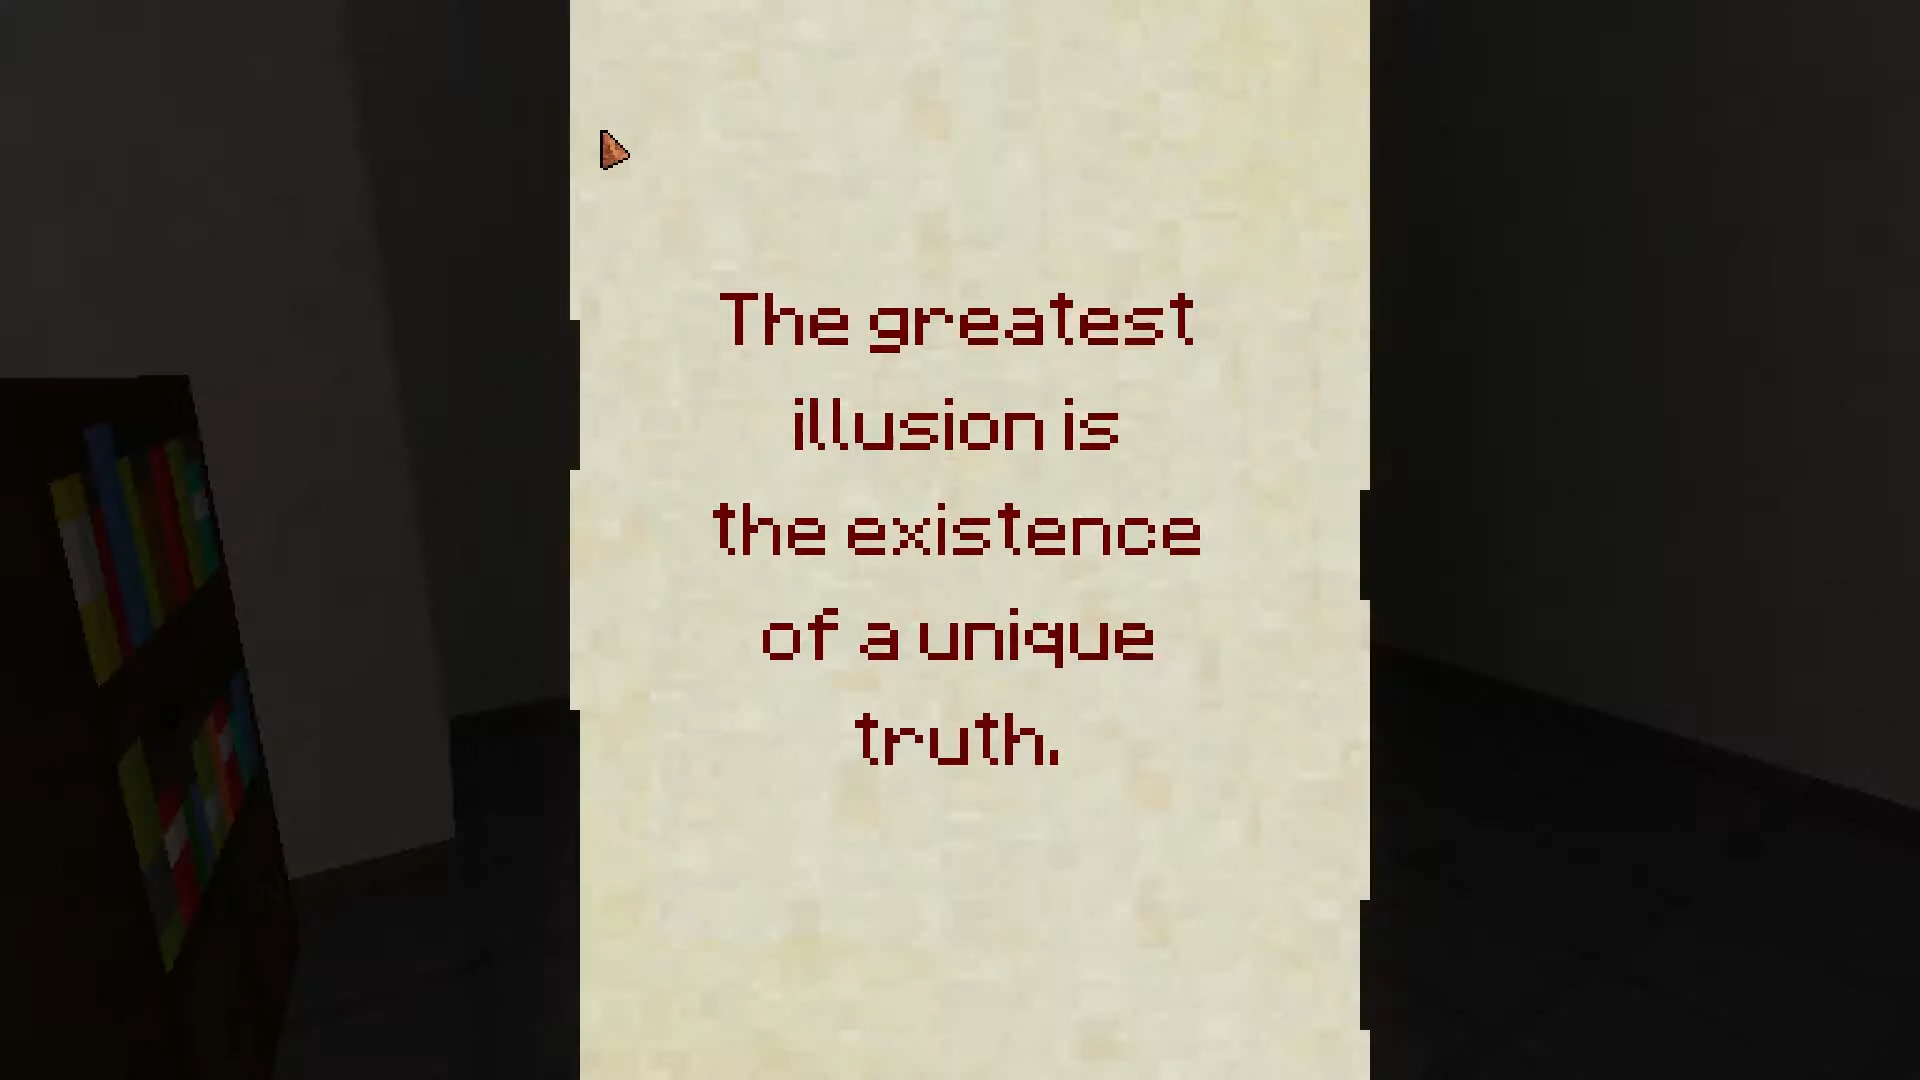 The greatest
illusion is
the existence
of a unique
truth.